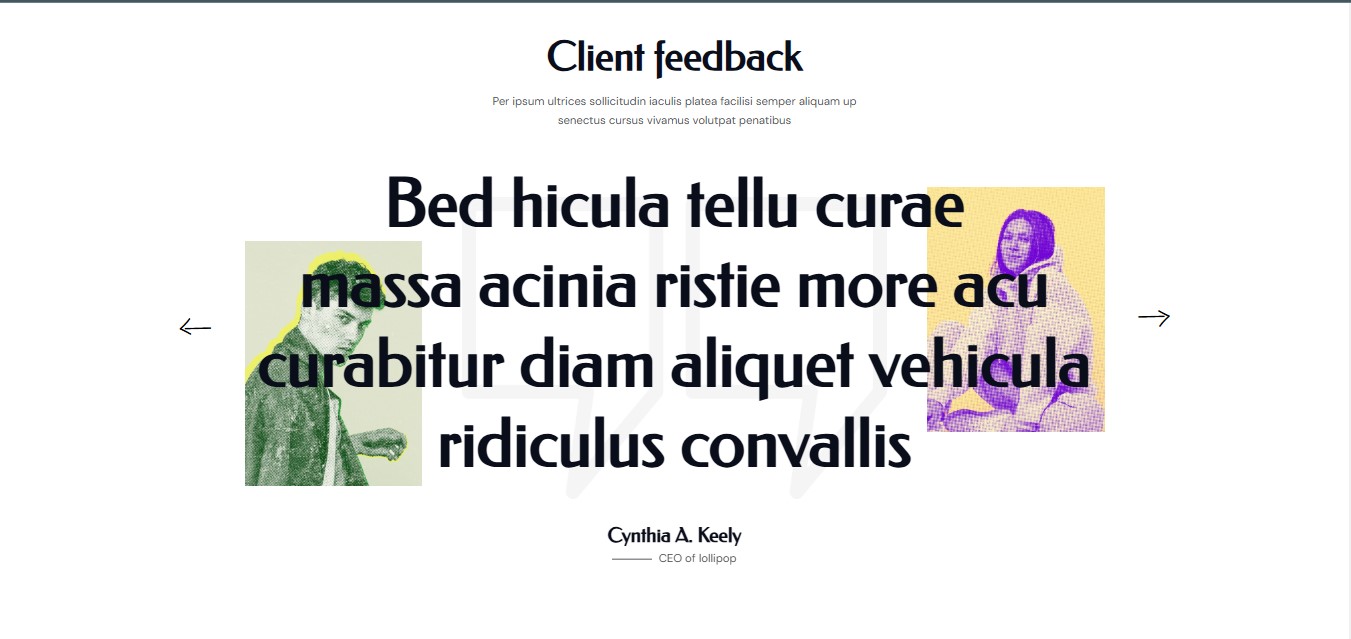 Client feedback
Per ipsum ultrices sollicitudin iaculis platea facilisi semper aliquam up
senectus cursus vivamus volutpat penatibus
Bed hicula tellu curae
massa acinia ristie more acu
curabitur diam aliquet vehicula
ridiculus convallis
Cynthia A. Keely
CEO of lollipop